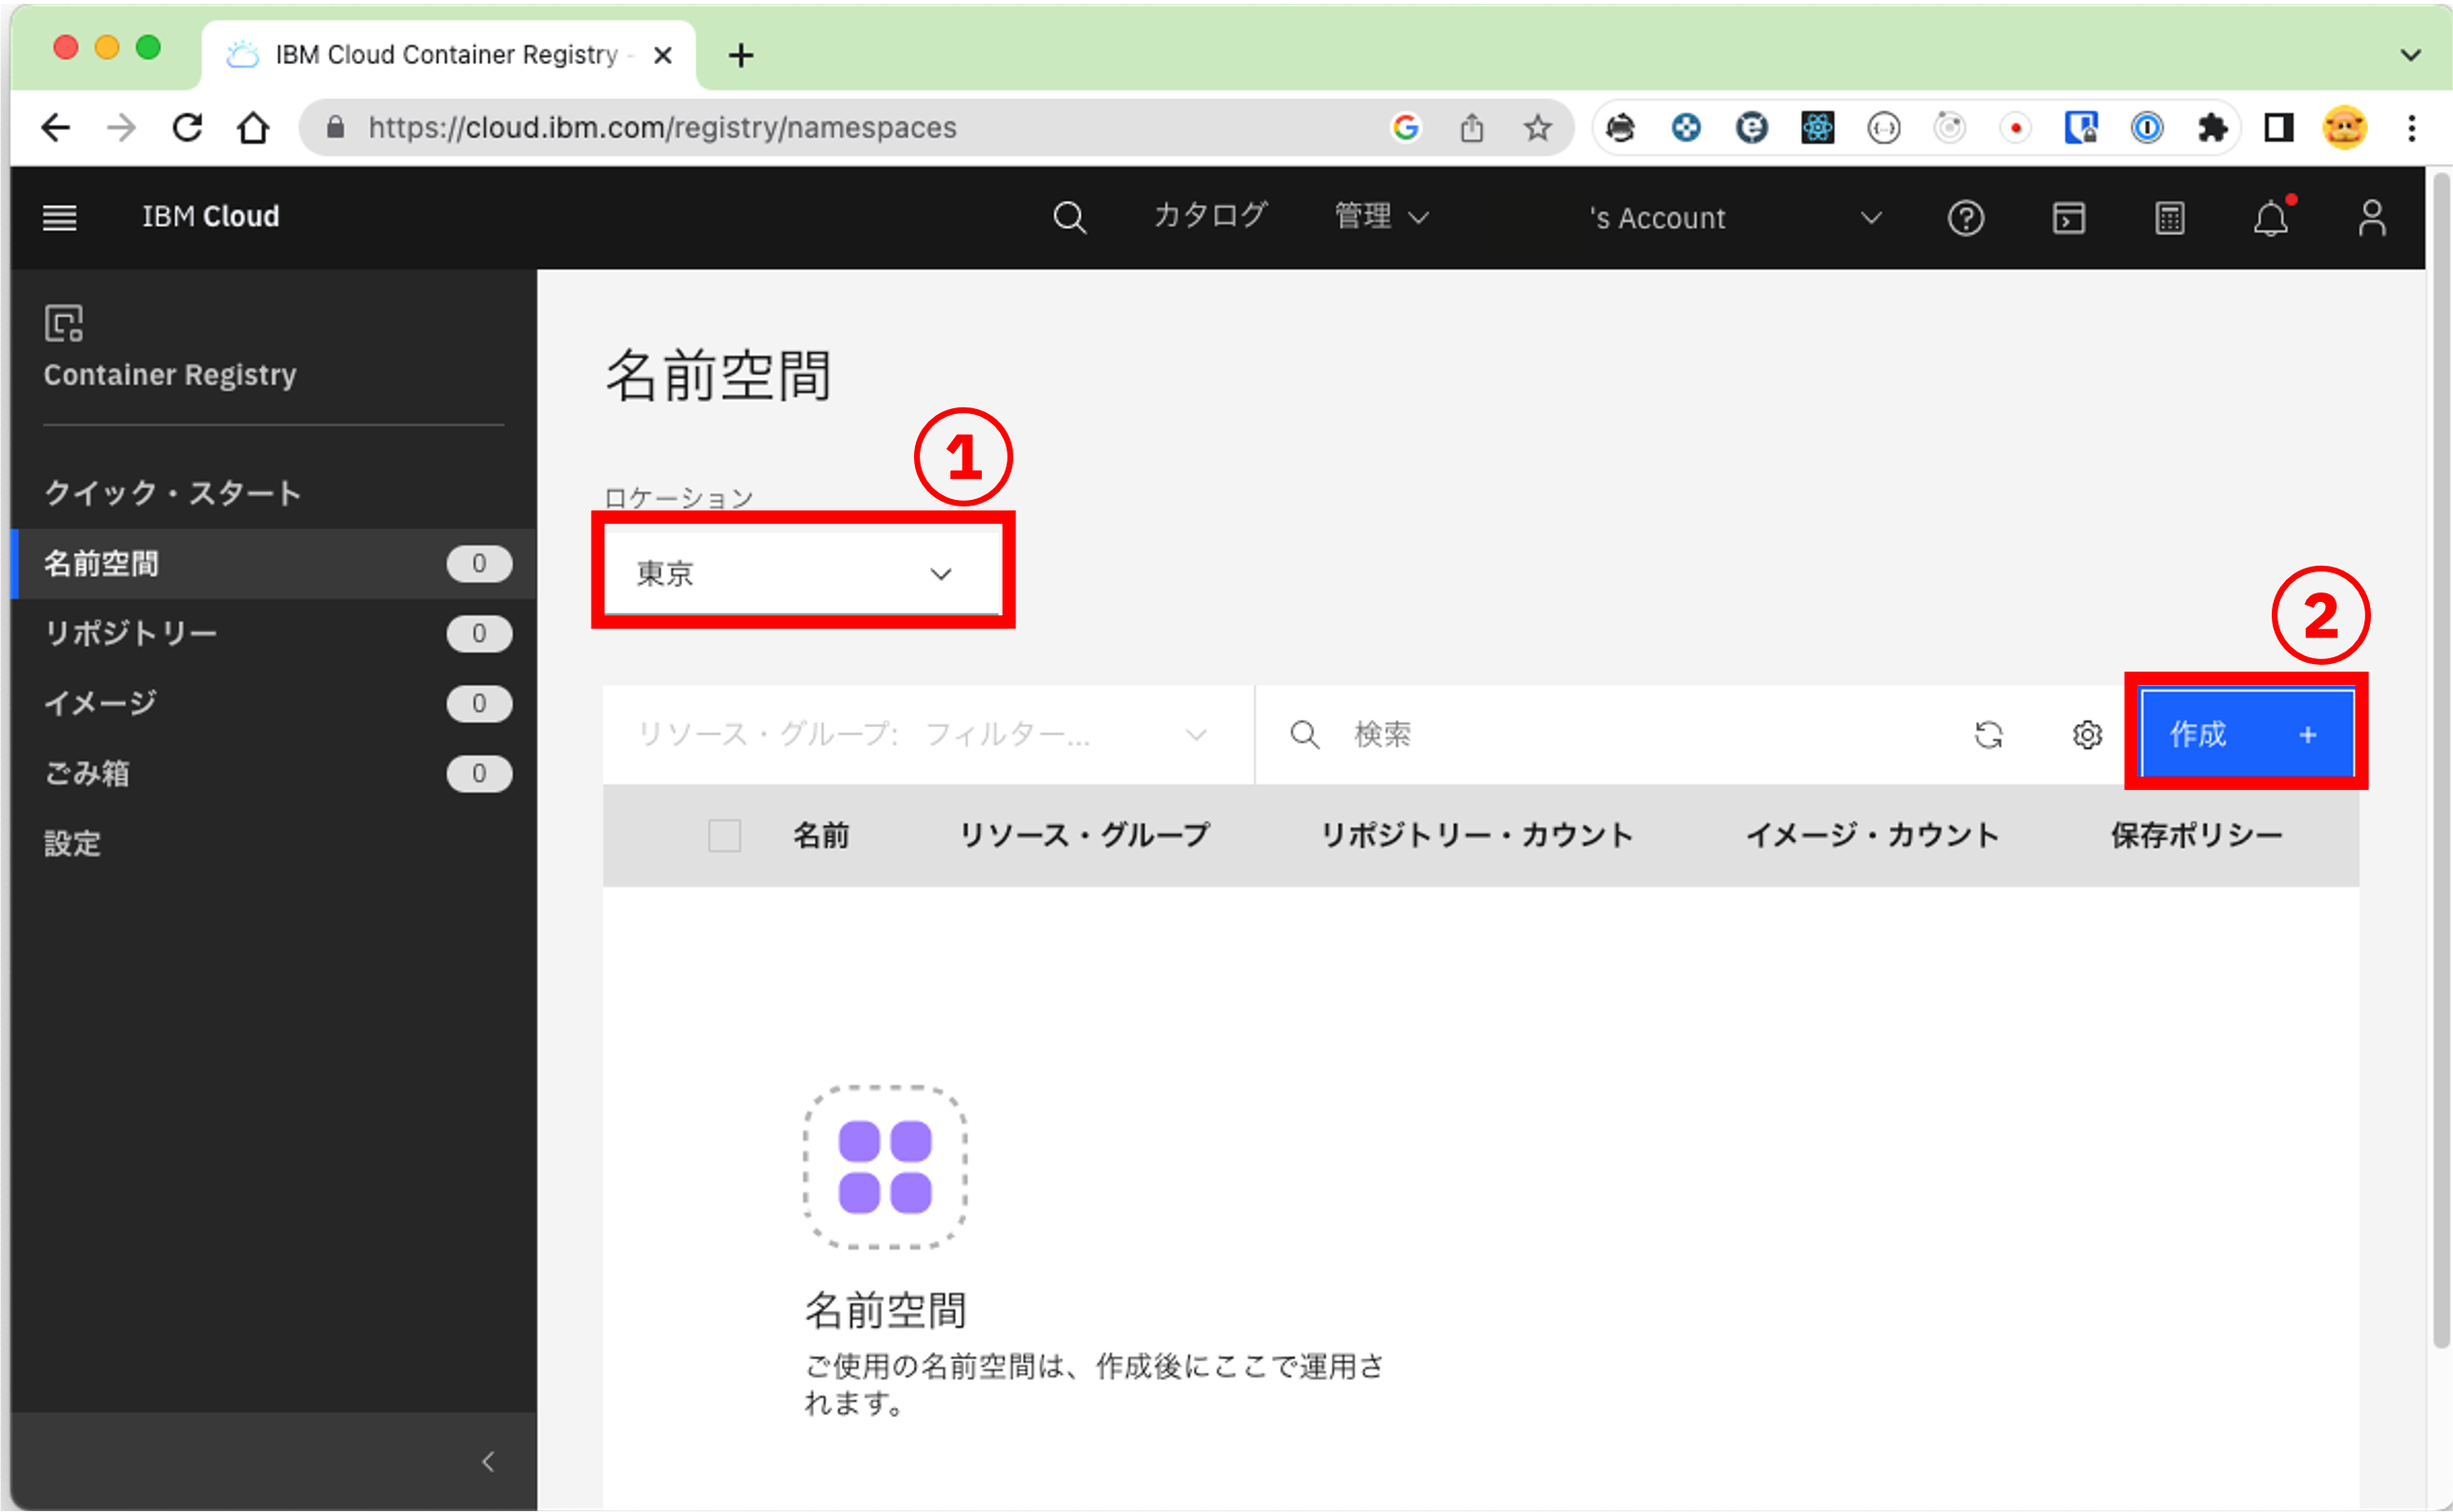 IBM Cloud Container Registry -
https://cloud.ibm.com/registry/namespaces
IBM Cloud
カタログ
管理
's Account
Container Registry
クイック・スタート
名前空間 0
リポジトリー 0
イメージ 0
ごみ箱 0
設定
名前空間
1
ロケーション
東京
2
リソース・グループ: フィルター...
検索
作成 +
名前 リソース・グループ リポジトリー・カウント イメージ・カウント 保存ポリシー
名前空間
ご使用の名前空間は、作成後にここで運用さ
れます。